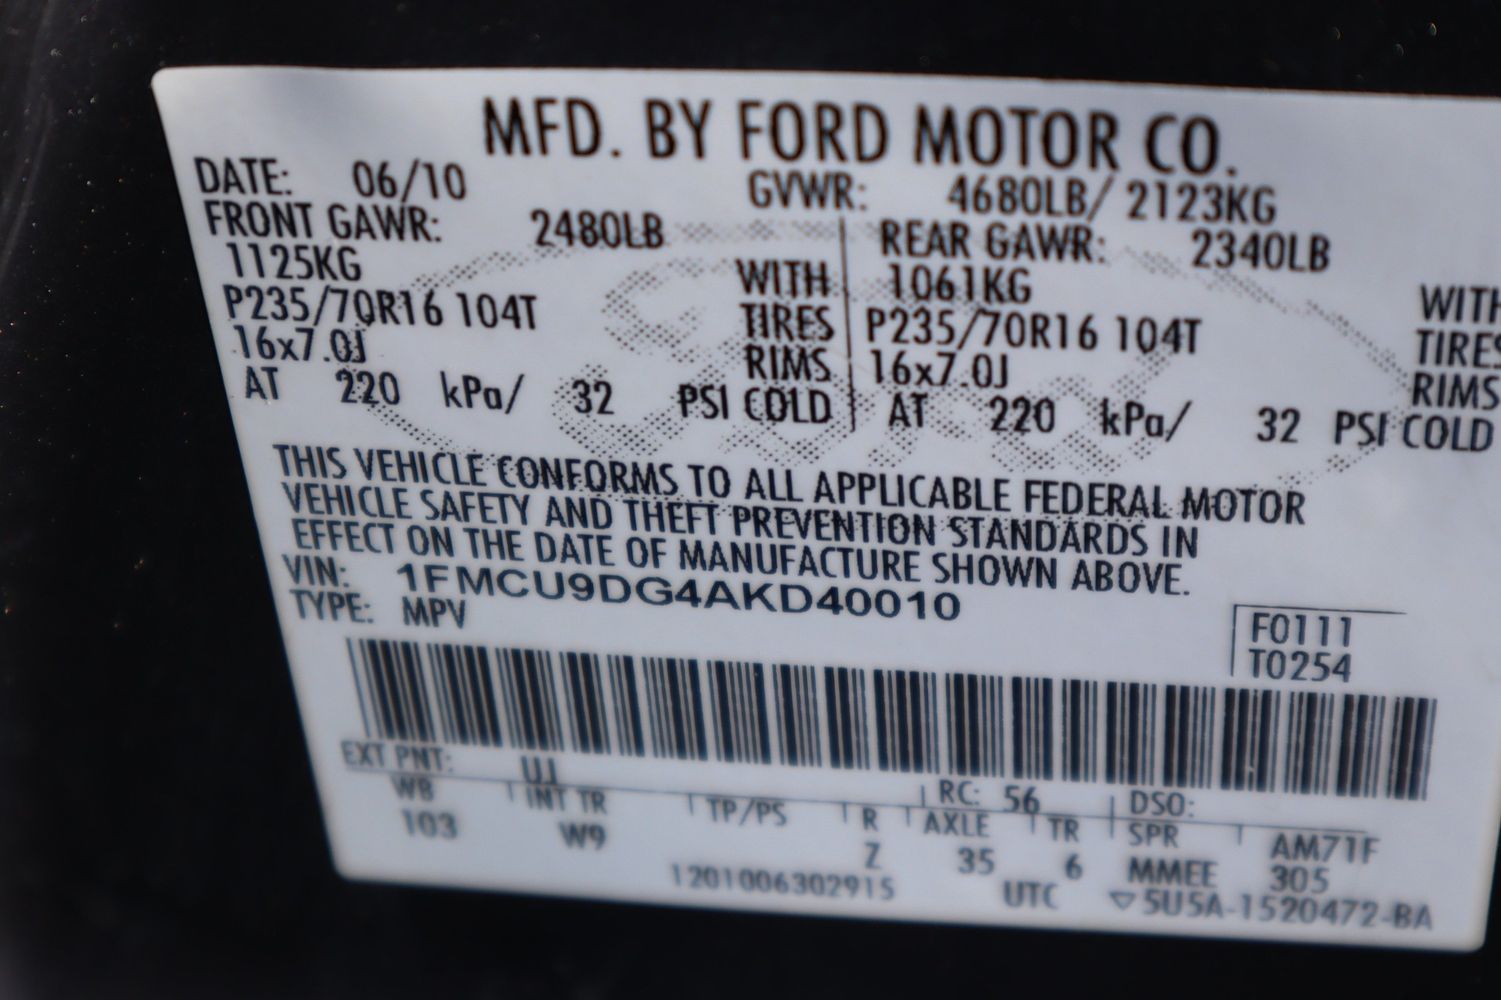 MFD. BY FORD MOTOR CO.
DATE: 06/10 GVWR: 4680LB/ 2123KG
FRONT GAWR: 2480LB REAR GAWR: 2340LB
1125KG WITH 1061KG WITH
P235/70R16 104T TIRES P235/70R16 104T TIRES
16x7.0J RIMS 16x7.0J RIMS
AT 220 kPa/ 32 PSI COLD AT 220 kPa/ 32 PSI COLD
THIS VEHICLE CONFORMS TO ALL APPLICABLE FEDERAL MOTOR
VEHICLE SAFETY AND THEFT PREVENTION STANDARDS IN
EFFECT ON THE DATE OF MANUFACTURE SHOWN ABOVE.
VIN: 1FMCU9DG4AKD40010
TYPE: MPV
F0111
T0254
EXT PNT: UJ RC: 56 DSO:
WB INT TR TP/PS R AXLE TR SPR AM71F
103 W9 Z 35 6 MMEE 305
1201006302915 UTC ▽5U5A-1520472-BA